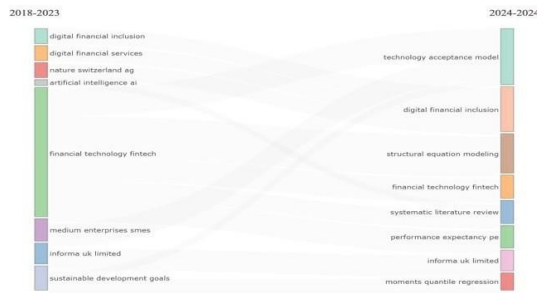 2018-2023
2024-2024
digital financial inclusion
digital financial services
nature switzerland ag
artificial intelligence ai
financial technology fintech
medium enterprises smes
informa uk limited
sustainable development goals
technology acceptance model
digital financial inclusion
structural equation modeling
financial technology fintech
systematic literature review
performance expectancy pe
informa uk limited
moments quantile regression